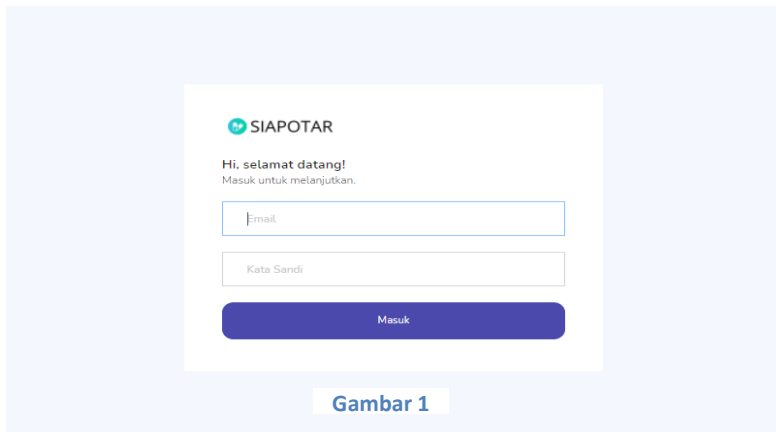 SIAPOTAR
Hi, selamat datang!
Masuk untuk melanjutkan.
Email
Kata Sandi
Masuk
Gambar 1